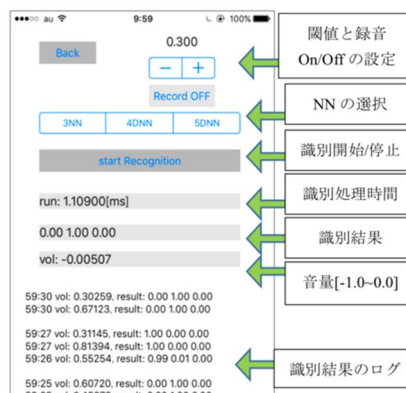 au 9:59 100%
Back
0.300
− +
Record OFF
3NN 4DNN 5DNN
start Recognition
run: 1.10900[ms]
0.00 1.00 0.00
vol: -0.00507
59:30 vol: 0.30259, result: 0.00 1.00 0.00
59:30 vol: 0.67123, result: 0.00 1.00 0.00
59:27 vol: 0.31145, result: 1.00 0.00 0.00
59:27 vol: 0.81394, result: 1.00 0.00 0.00
59:26 vol: 0.55254, result: 0.99 0.01 0.00
59:25 vol: 0.60720, result: 0.00 1.00 0.00
閾値と録音
On/Off の設定
NN の選択
識別開始/停止
識別処理時間
識別結果
音量[-1.0~0.0]
識別結果のログ